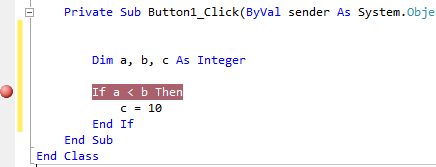 Private Sub Button1_Click(ByVal sender As System.Obje
Dim a, b, c As Integer
If a < b Then
c = 10
End If
End Sub
End Class